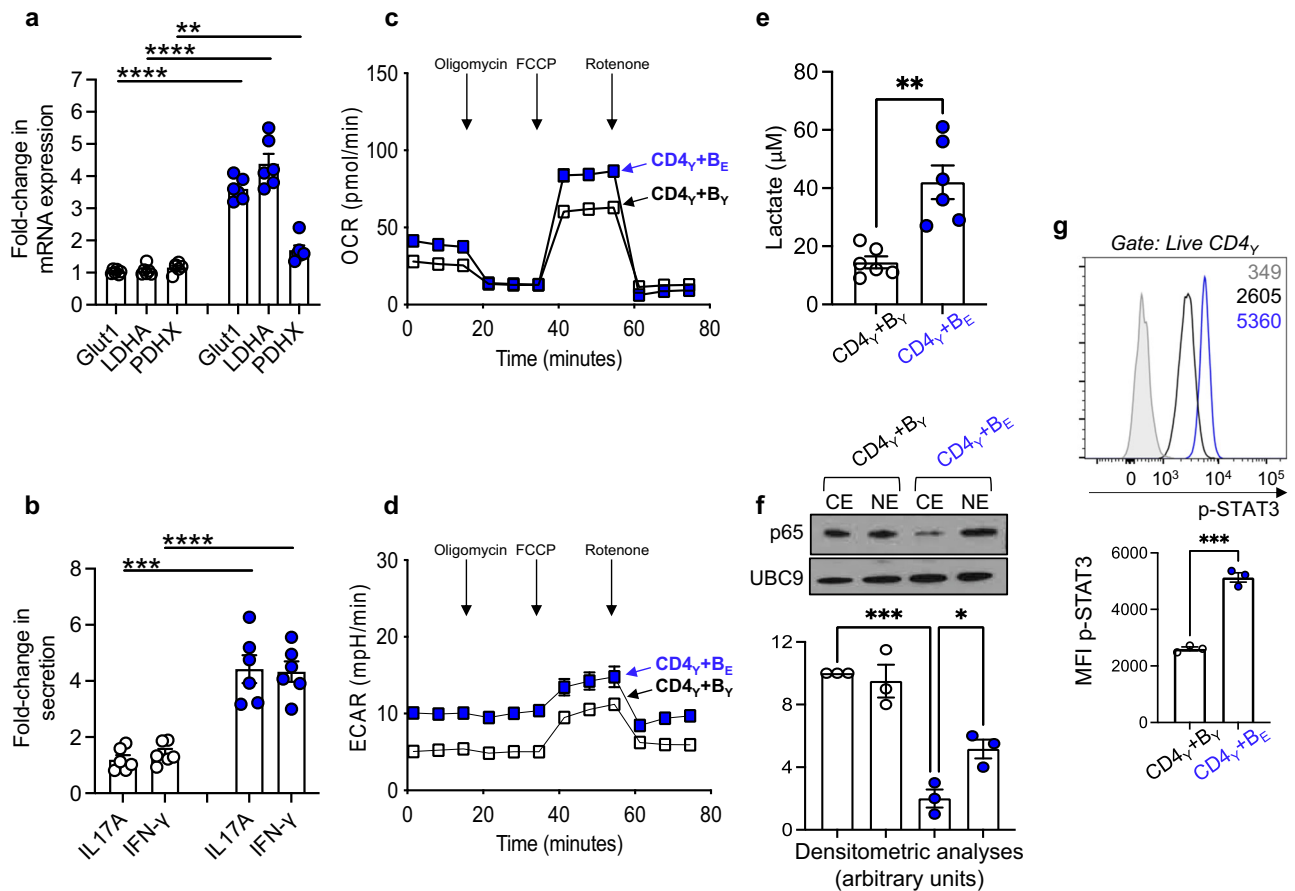 a
**
****
****
Fold-change in
mRNA expression
7
6
5
4
3
2
1
0
Glut1
LDHA
PDHX
Glut1
LDHA
PDHX
b
****
***
Fold-change in
secretion
8
6
4
2
0
IL17A
IFN-γ
IL17A
IFN-γ
c
Oligomycin FCCP Rotenone
OCR (pmol/min)
150
100
50
0
CD4Y+BE
CD4Y+BY
0 20 40 60 80
Time (minutes)
d
Oligomycin FCCP Rotenone
ECAR (mpH/min)
30
20
10
0
CD4Y+BE
CD4Y+BY
0 20 40 60 80
Time (minutes)
e
**
Lactate (μM)
80
60
40
20
0
CD4Y+BY
CD4Y+BE
f
CD4Y+BY
CD4Y+BE
CE NE CE NE
p65
UBC9
*** *
12
8
4
0
Densitometric analyses
(arbitrary units)
g
Gate: Live CD4Y
349
2605
5360
0 10³ 10⁴ 10⁵
p-STAT3
***
MFI p-STAT3
6000
4000
2000
0
CD4Y+BY
CD4Y+BE